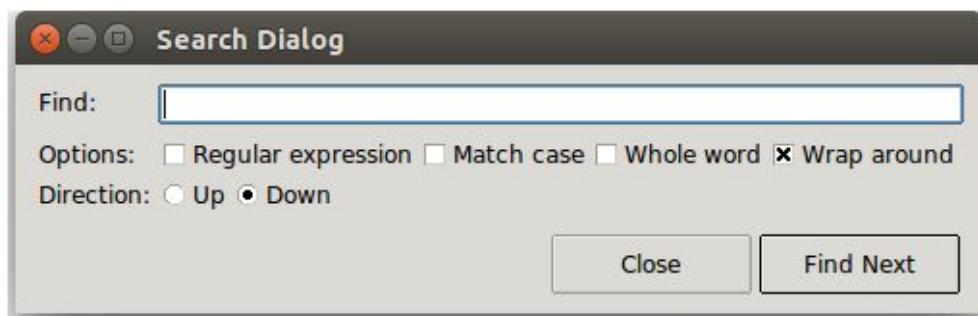 Search Dialog
Find:
Options: Regular expression Match case Whole word Wrap around
Direction: Up Down
Close Find Next